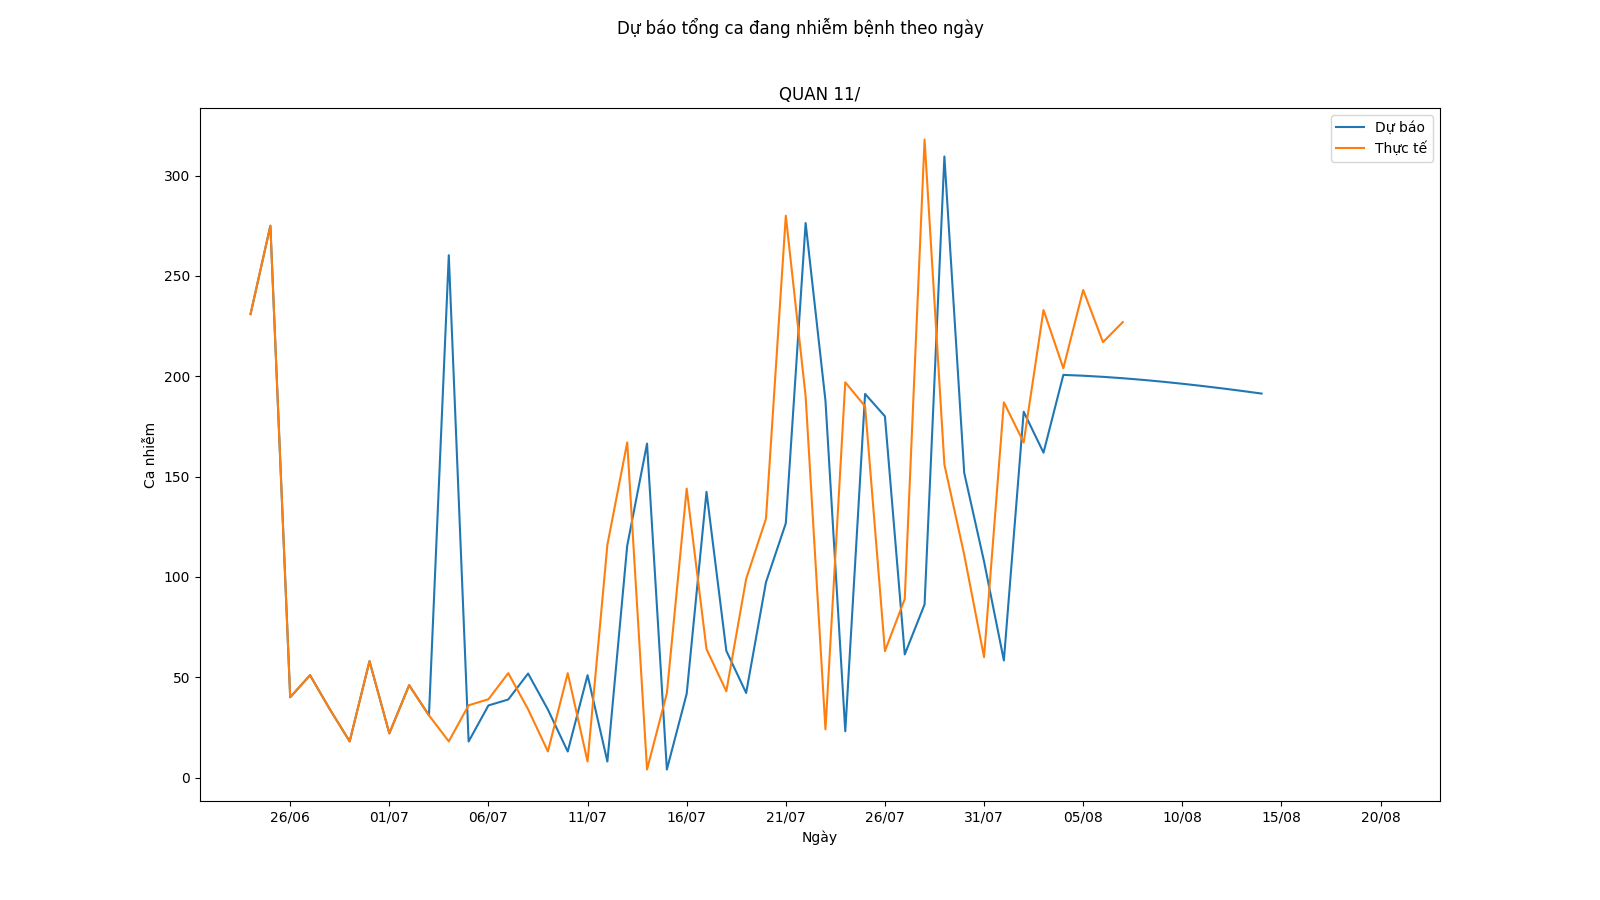 Dự báo tổng ca đang nhiễm bệnh theo ngày
QUAN 11/
Dự báo
Thực tế
300
250
200
150
100
50
0
Ca nhiễm
26/06 01/07 06/07 11/07 16/07 21/07 26/07 31/07 05/08 10/08 15/08 20/08
Ngày